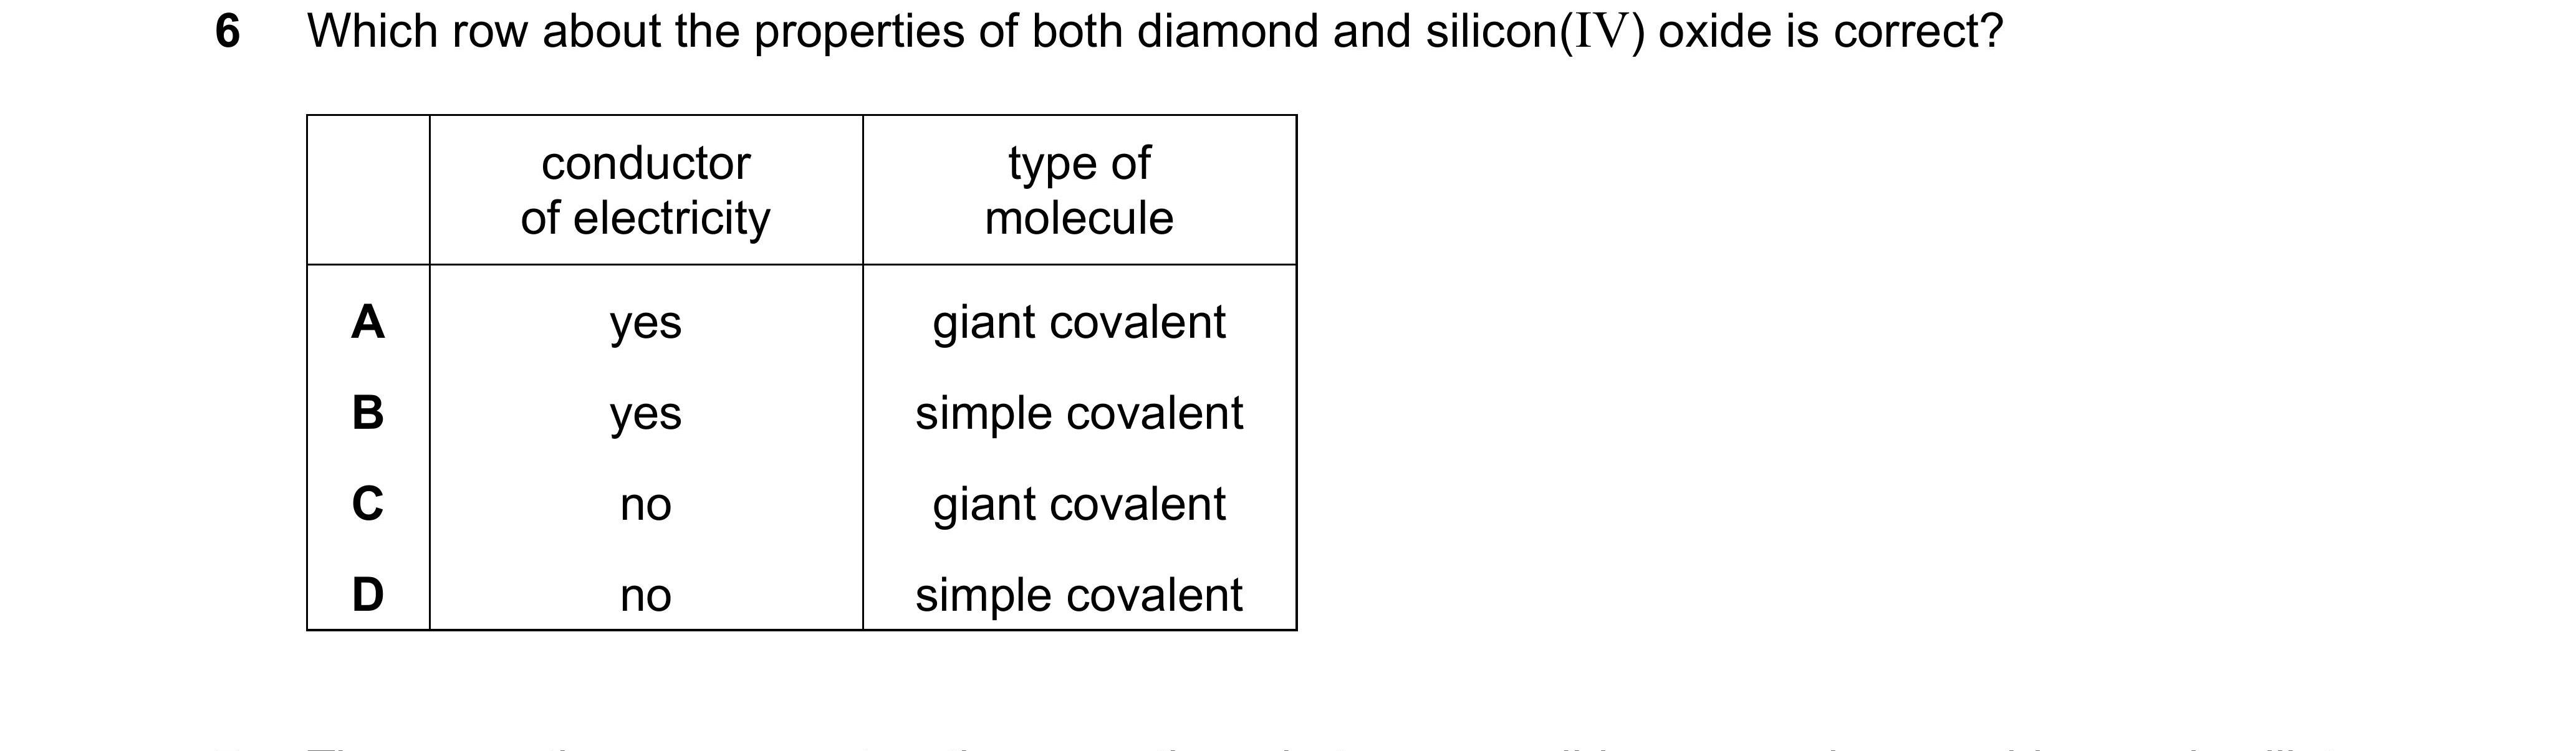 6 Which row about the properties of both diamond and silicon(IV) oxide is correct?
conductor of electricity type of molecule
A yes giant covalent
B yes simple covalent
C no giant covalent
D no simple covalent